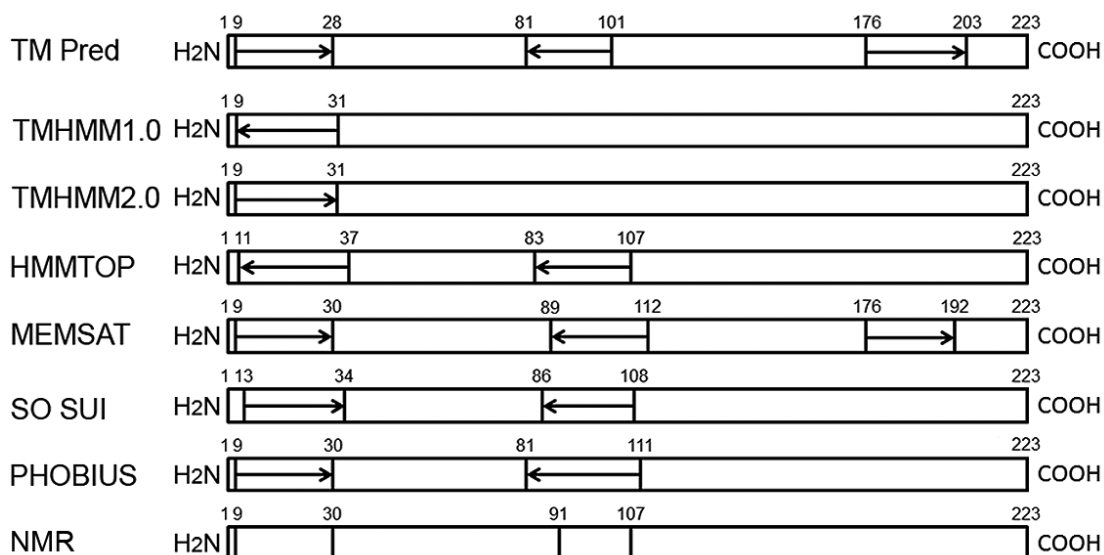 1 9 28 81 101 176 203 223
TM Pred H2N COOH
1 9 31 223
TMHMM1.0 H2N COOH
1 9 31 223
TMHMM2.0 H2N COOH
1 11 37 83 107 223
HMMTOP H2N COOH
1 9 30 89 112 176 192 223
MEMSAT H2N COOH
1 13 34 86 108 223
SO SUI H2N COOH
1 9 30 81 111 223
PHOBIUS H2N COOH
1 9 30 91 107 223
NMR H2N COOH